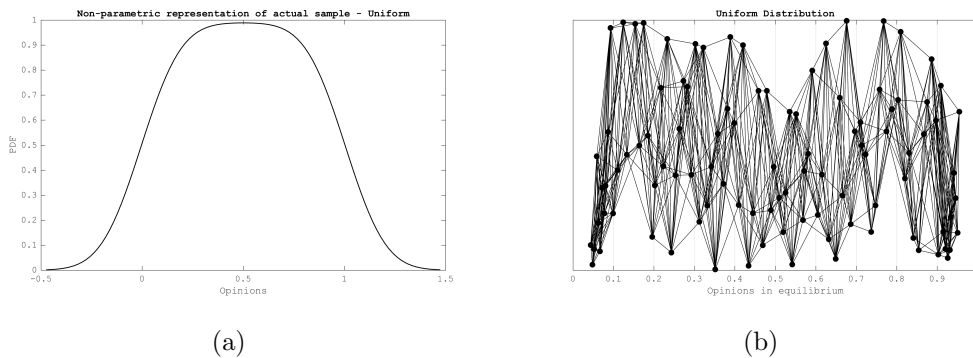 Non-parametric representation of actual sample - Uniform
1
0.9
0.8
0.7
0.6
0.5
0.4
0.3
0.2
0.1
0
PDF
-0.5 0 0.5 1 1.5
Opinions
(a)
Uniform Distribution
0 0.1 0.2 0.3 0.4 0.5 0.6 0.7 0.8 0.9
Opinions in equilibrium
(b)